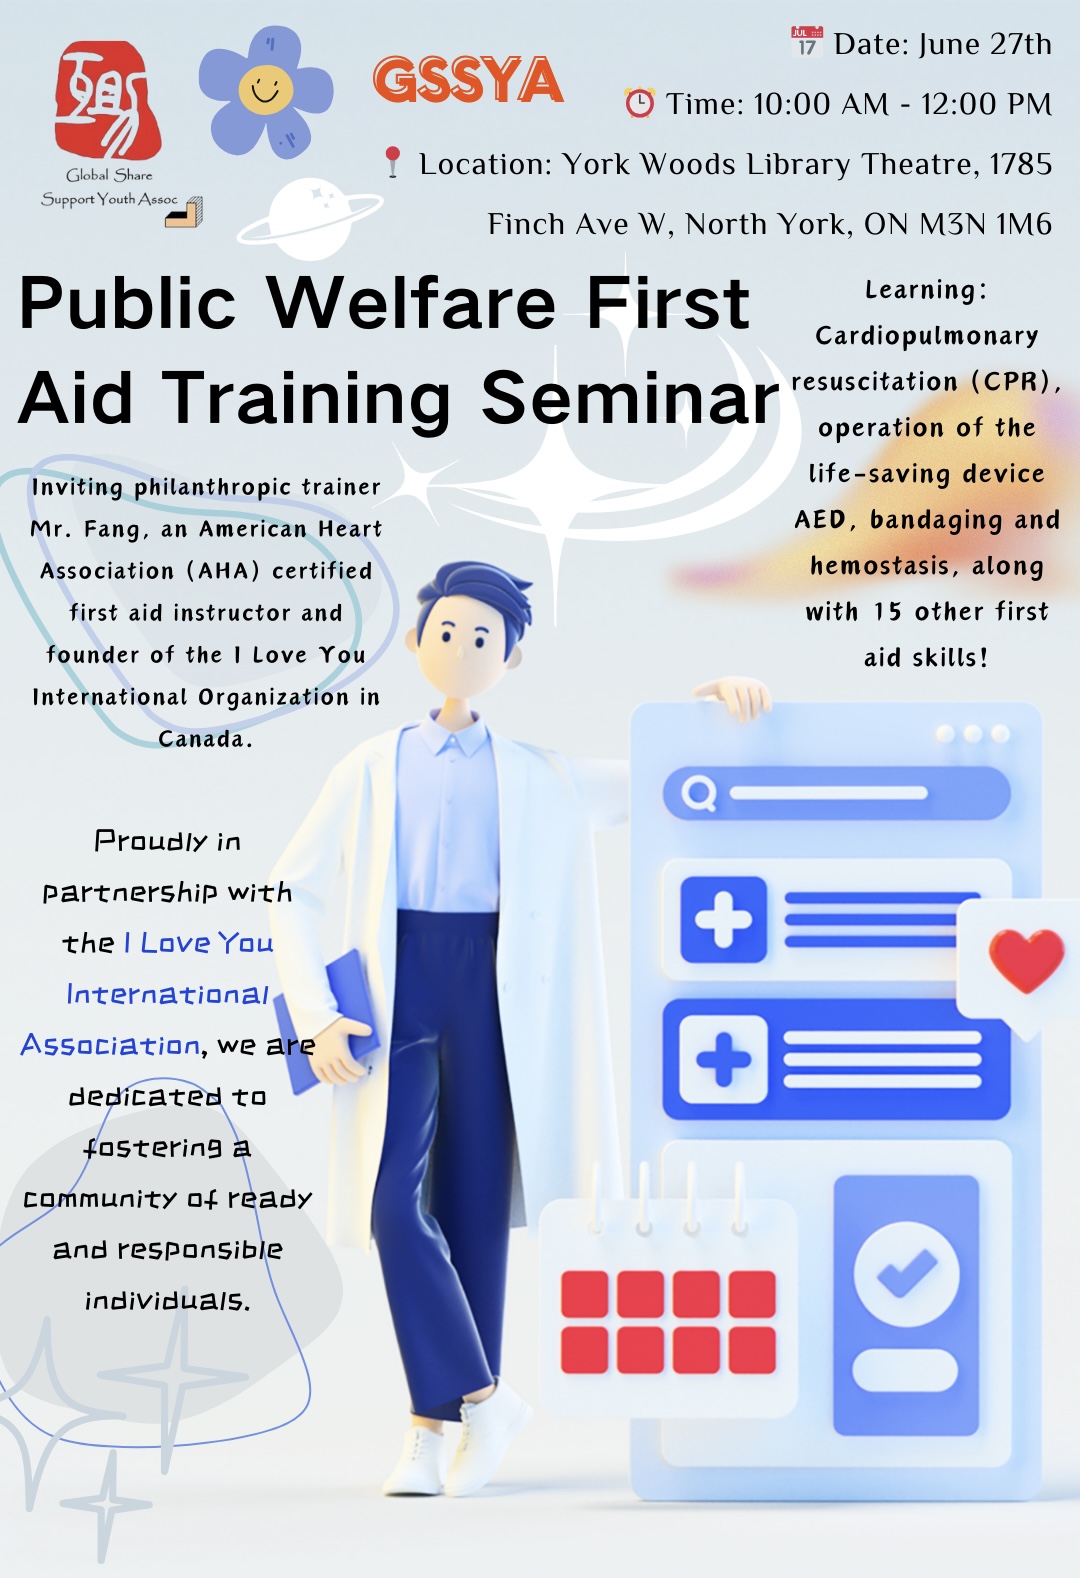 Global Share
Support Youth Assoc
GSSYA
JUL
17
Date: June 27th
Time: 10:00 AM - 12:00 PM
Location: York Woods Library Theatre, 1785
Finch Ave W, North York, ON M3N 1M6
Public Welfare First
Aid Training Seminar
Learning:
Cardiopulmonary
resuscitation (CPR),
operation of the
life-saving device
AED, bandaging and
hemostasis, along
with 15 other first
aid skills!
Inviting philanthropic trainer
Mr. Fang, an American Heart
Association (AHA) certified
first aid instructor and
founder of the I Love You
International Organization in
Canada.
Proudly in
partnership with
the I Love You
International
Association, we are
dedicated to
fostering a
community of ready
and responsible
individuals.